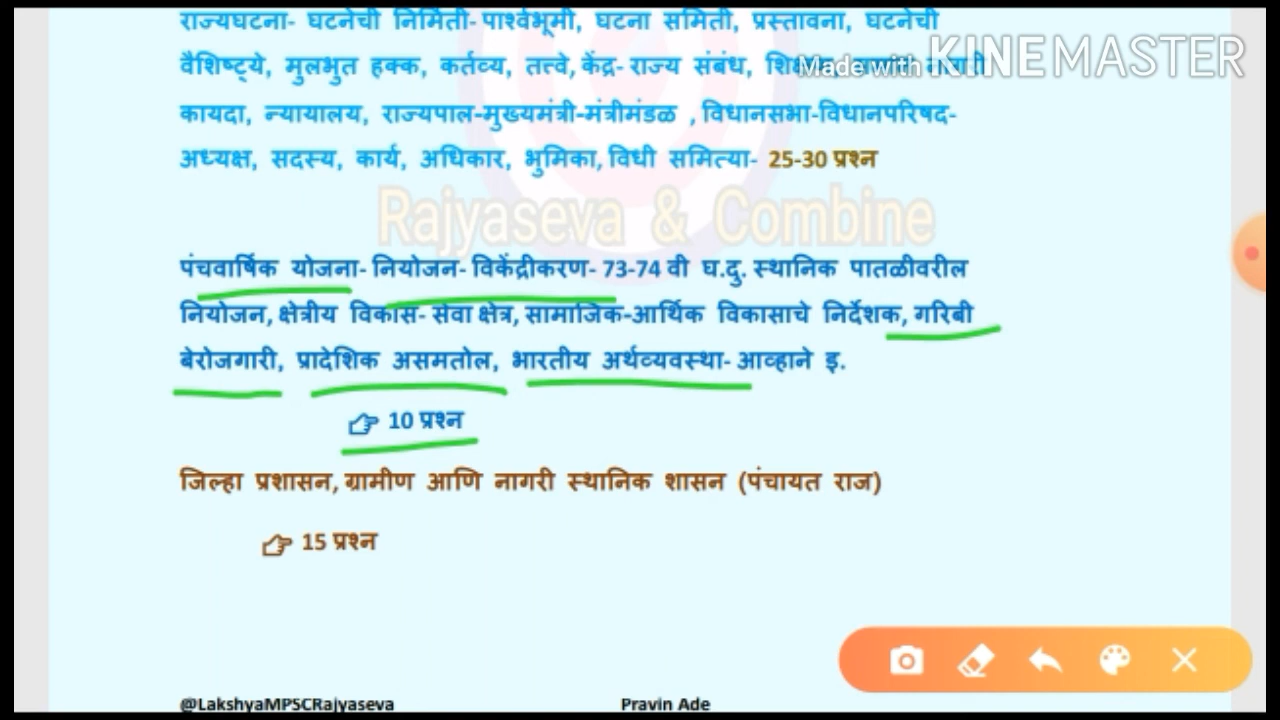 राज्यघटना- घटनेची निर्मिती- पार्श्वभूमी, घटना समिती, प्रस्तावना, घटनेची
Made with KINEMASTER
वैशिष्ट्ये, मुलभुत हक्क, कर्तव्य, तत्त्वे, केंद्र- राज्य संबंध,
कायदा, न्यायालय, राज्यपाल-मुख्यमंत्री-मंत्रीमंडळ , विधानसभा-विधानपरिषद-
अध्यक्ष, सदस्य, कार्य, अधिकार, भुमिका, विधी समित्या- 25-30 प्रश्न
Rajyaseva & Combine
पंचवार्षिक योजना- नियोजन- विकेंद्रीकरण- 73-74 वी घ.दु. स्थानिक पातळीवरील
नियोजन, क्षेत्रीय विकास- सेवा क्षेत्र, सामाजिक-आर्थिक विकासाचे निर्देशक, गरिबी
बेरोजगारी, प्रादेशिक असमतोल, भारतीय अर्थव्यवस्था- आव्हाने इ.
10 प्रश्न
जिल्हा प्रशासन, ग्रामीण आणि नागरी स्थानिक शासन (पंचायत राज)
15 प्रश्न
@LakshyaMPSCRajyaseva Pravin Ade